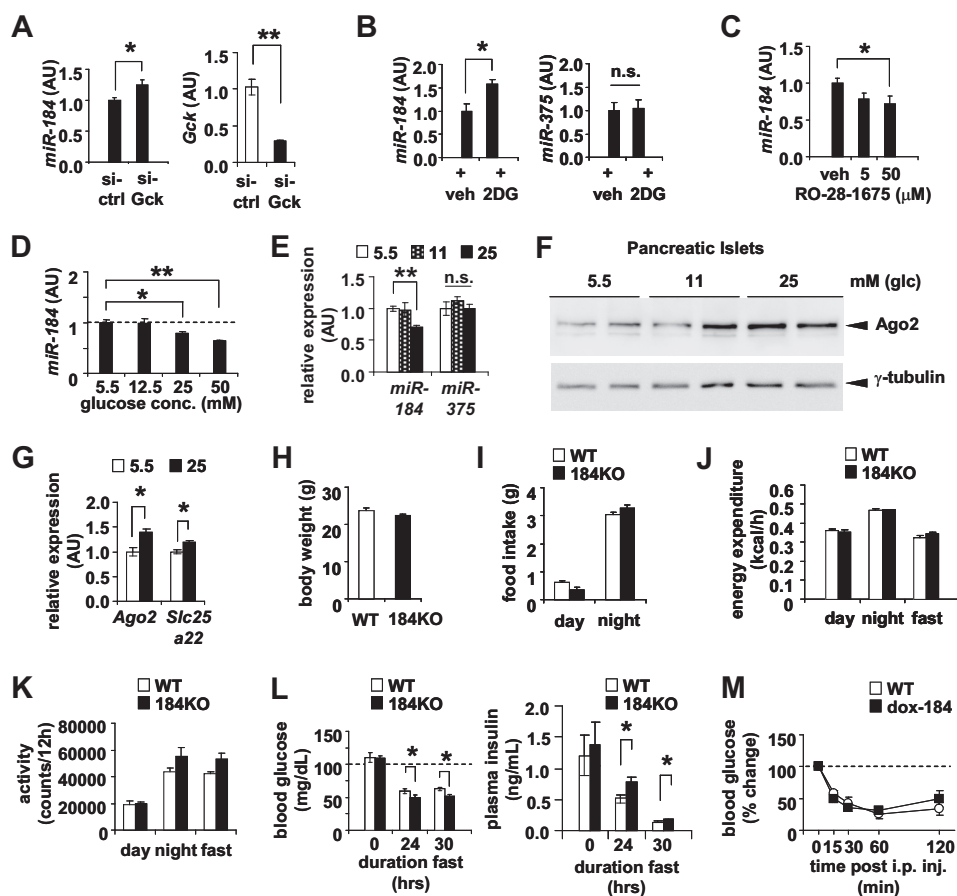 A
miR-184 (AU)
1.5
1.0
0.5
0.0
*
si-
ctrl
si-
Gck
Gck (AU)
1.5
1.0
0.5
0.0
**
si-
ctrl
si-
Gck
B
miR-184 (AU)
2.0
1.5
1.0
0.5
0.0
*
+ +
veh 2DG
miR-375 (AU)
2.0
1.5
1.0
0.5
0.0
n.s.
+ +
veh 2DG
C
miR-184 (AU)
1.5
1.0
0.5
0.0
*
veh 5 50
RO-28-1675 (μM)
D
miR-184 (AU)
2
1
1
0
**
*
5.5 12.5 25 50
glucose conc. (mM)
E
5.5 11 25
relative expression
(AU)
1.5
1.0
0.5
0.0
** n.s.
miR-
184
miR-
375
F
Pancreatic Islets
5.5 11 25 mM (glc)
Ago2
γ-tubulin
G
5.5 25
relative expression
(AU)
2.0
1.5
1.0
0.5
0.0
* *
Ago2 Slc25
a22
H
body weight (g)
30
20
10
0
WT 184KO
I
WT
184KO
food intake (g)
4
3
2
1
0
day night
J
WT
184KO
energy expenditure
(kcal/h)
0.6
0.5
0.3
0.2
0
day night fast
K
WT
184KO
activity
(counts/12h)
80000
60000
40000
20000
0
day night fast
L
WT
184KO
blood glucose
(mg/dL)
150
100
50
0
* *
0 24 30
duration fast
(hrs)
WT
184KO
plasma insulin
(ng/mL)
2.0
1.5
1.0
0.5
0.0
*
*
0 24 30
duration fast
(hrs)
M
WT
dox-184
blood glucose
(% change)
150
100
50
0
0 15 30 60 120
time post i.p. inj.
(min)